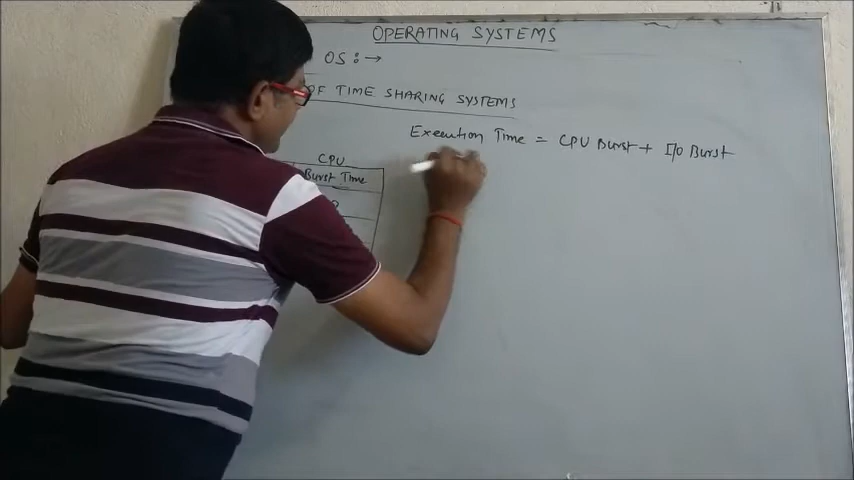 OPERATING SYSTEMS
OS :→
OF TIME SHARING SYSTEMS
Execution Time = CPU Burst + I/O Burst
CPU
Burst Time